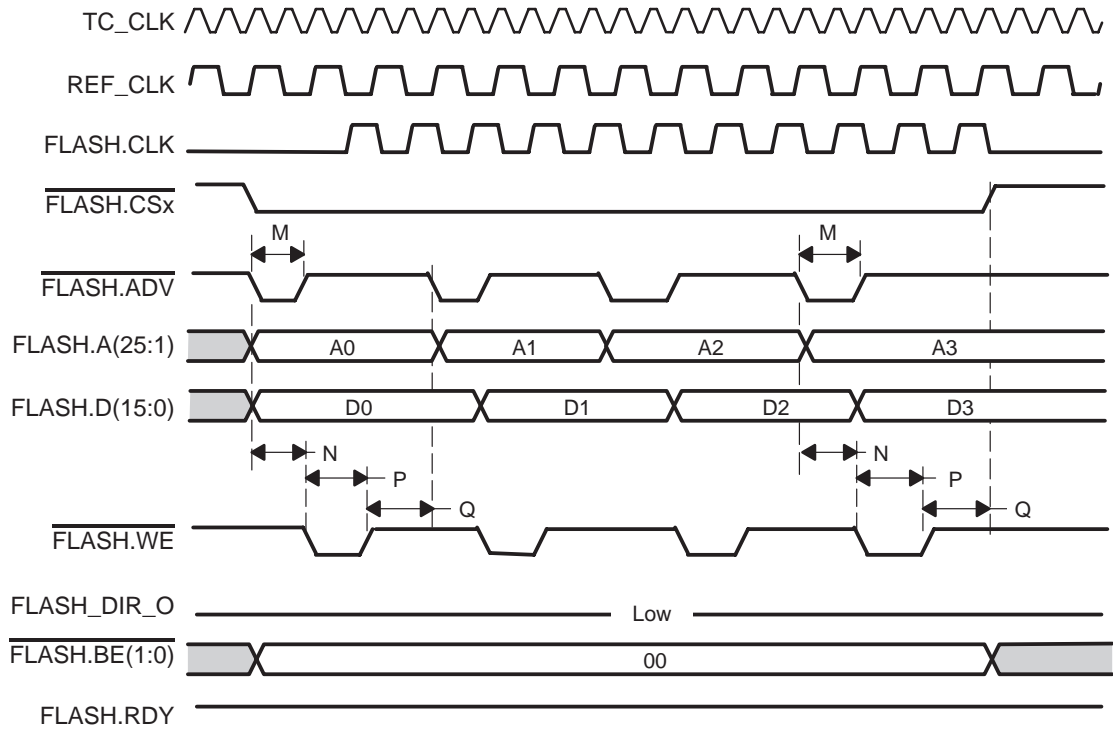 TC_CLK
REF_CLK
FLASH.CLK
FLASH.CSx
M M
FLASH.ADV
FLASH.A(25:1) A0 A1 A2 A3
FLASH.D(15:0) D0 D1 D2 D3
N N
P P
Q Q
FLASH.WE
FLASH_DIR_O Low
FLASH.BE(1:0) 00
FLASH.RDY